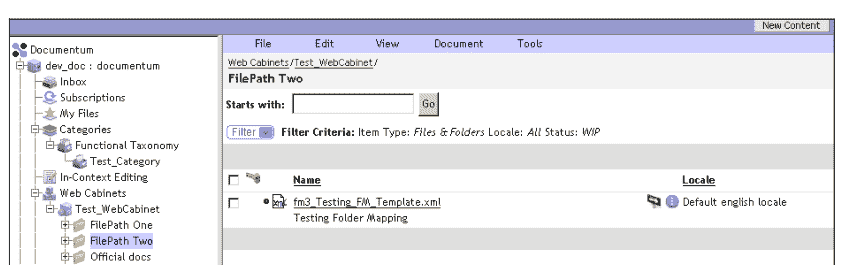 New Content
Documentum
dev_doc : documentum
Inbox
Subscriptions
My Files
Categories
Functional Taxonomy
Test_Category
In-Context Editing
Web Cabinets
Test_WebCabinet
FilePath One
FilePath Two
Official docs
File Edit View Document Tools
Web Cabinets/Test_WebCabinet/
FilePath Two
Starts with: Go
Filter Filter Criteria: Item Type: Files & Folders Locale: All Status: WIP
Name Locale
fm3_Testing_FM_Template.xml Default english locale
Testing Folder Mapping